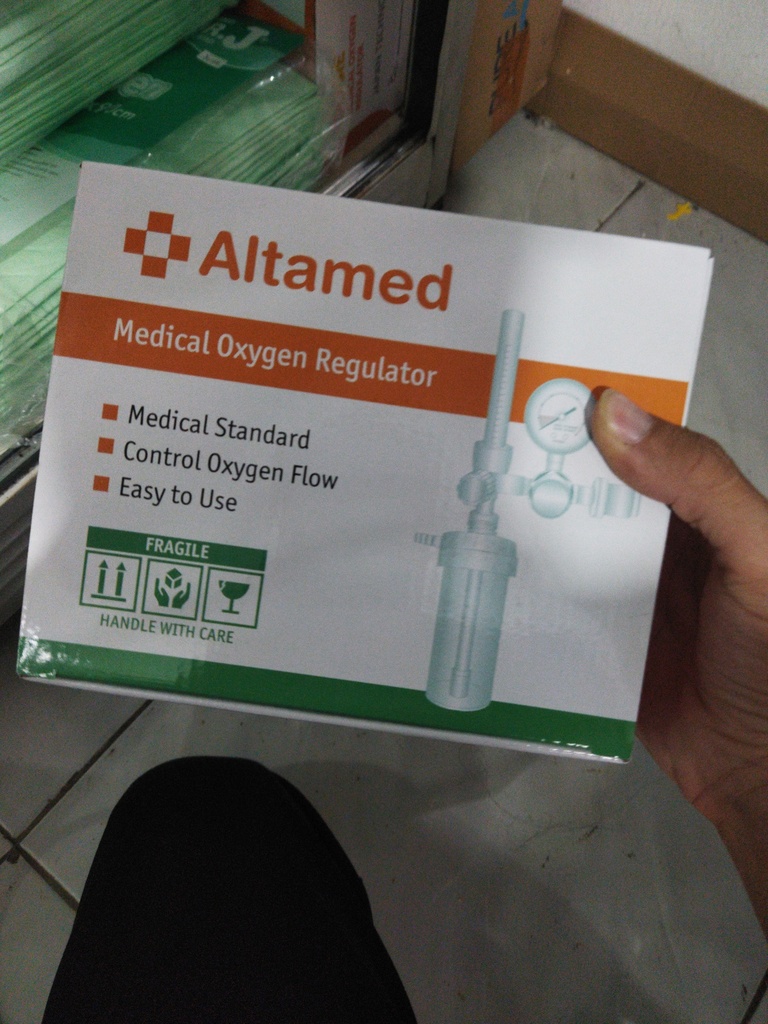 Altamed
Medical Oxygen Regulator
Medical Standard
Control Oxygen Flow
Easy to Use
FRAGILE
HANDLE WITH CARE